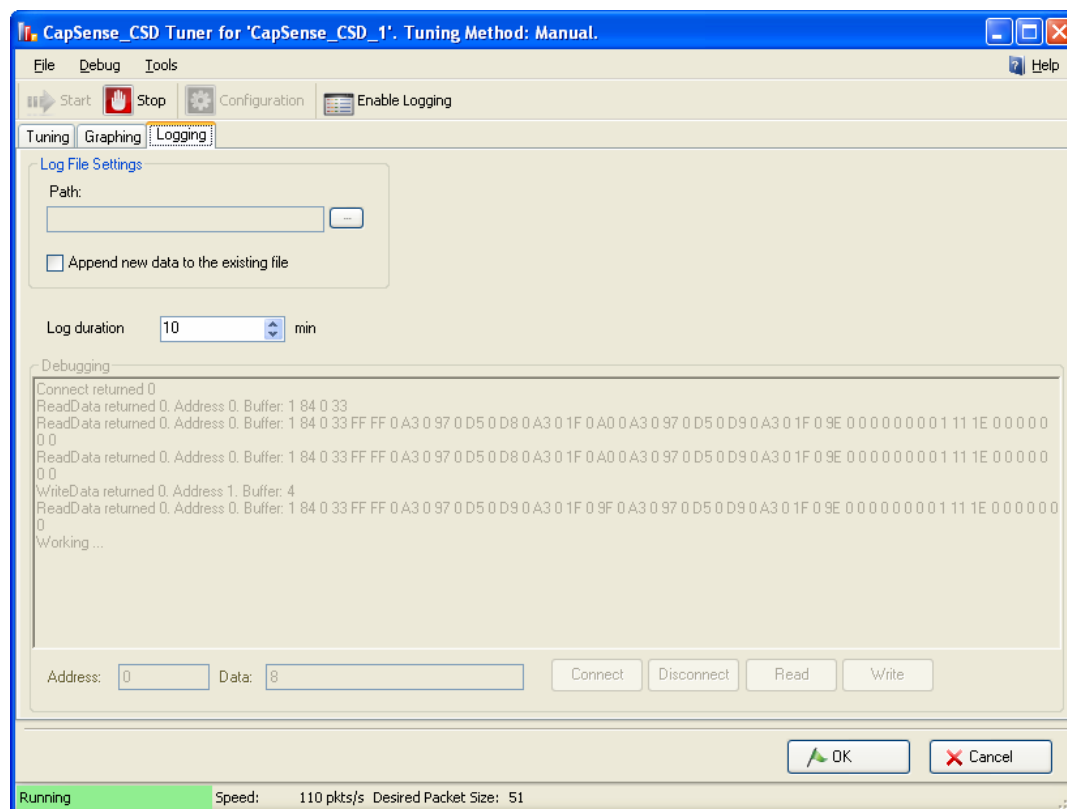 CapSense_CSD Tuner for 'CapSense_CSD_1'. Tuning Method: Manual.
File Debug Tools Help
Start Stop Configuration Enable Logging
Tuning Graphing Logging
Log File Settings
Path:
...
Append new data to the existing file
Log duration 10 min
Debugging
Connect returned 0
ReadData returned 0. Address 0. Buffer: 1 84 0 33
ReadData returned 0. Address 0. Buffer: 1 84 0 33 FF FF 0 A3 0 97 0 D5 0 D8 0 A3 0 1F 0 A0 0 A3 0 97 0 D5 0 D9 0 A3 0 1F 0 9E 0 0 0 0 0 0 0 0 1 11 1E 0 0 0 0 0
0 0
ReadData returned 0. Address 0. Buffer: 1 84 0 33 FF FF 0 A3 0 97 0 D5 0 D8 0 A3 0 1F 0 A0 0 A3 0 97 0 D5 0 D9 0 A3 0 1F 0 9E 0 0 0 0 0 0 0 0 1 11 1E 0 0 0 0 0
0 0
WriteData returned 0. Address 1. Buffer: 4
ReadData returned 0. Address 0. Buffer: 1 84 0 33 FF FF 0 A3 0 97 0 D5 0 D9 0 A3 0 1F 0 9F 0 A3 0 97 0 D5 0 D9 0 A3 0 1F 0 9E 0 0 0 0 0 0 0 0 1 11 1E 0 0 0 0 0 0
0
Working ...
Address: 0 Data: 8 Connect Disconnect Read Write
OK Cancel
Running Speed: 110 pkts/s Desired Packet Size: 51